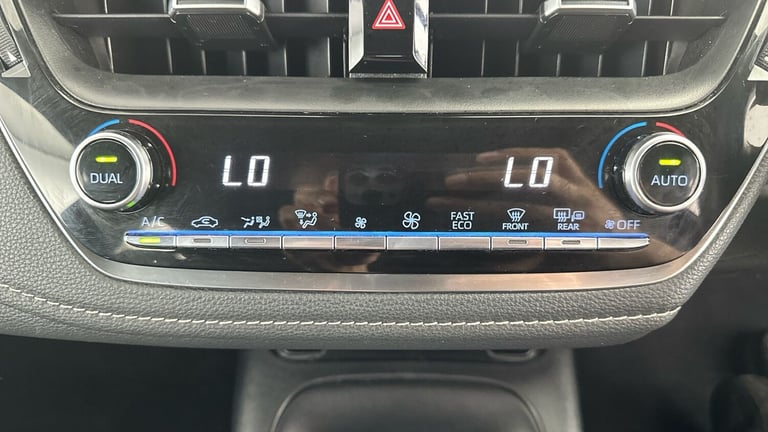 LO LO
DUAL AUTO
A/C FAST ECO FRONT REAR OFF